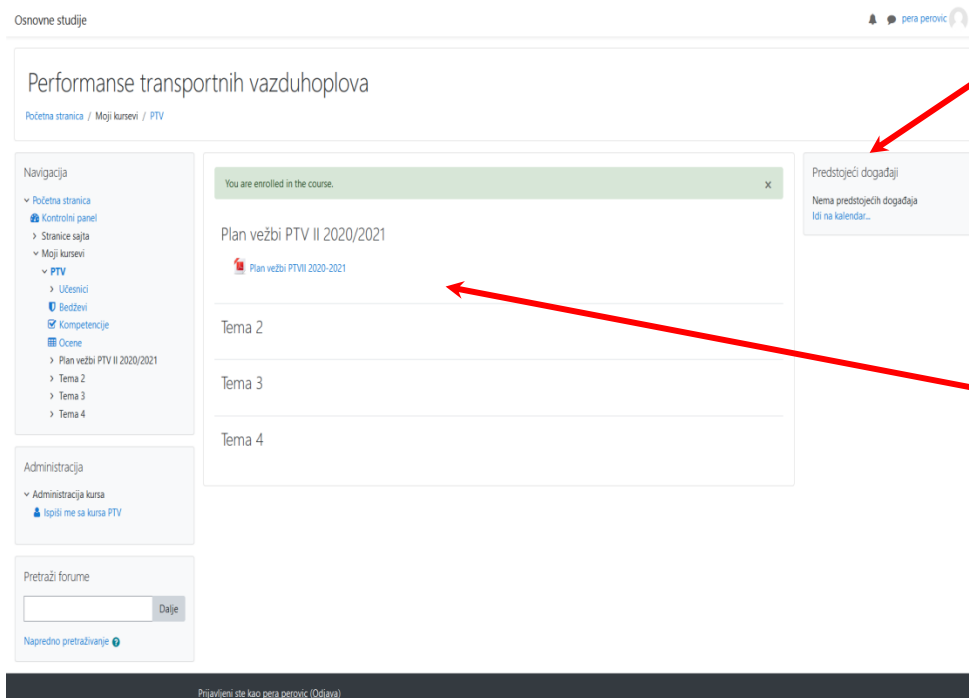 Osnovne studije
pera perovic
Performanse transportnih vazduhoplova
Početna stranica / Moji kursevi / PTV
Navigacija
Početna stranica
Kontrolni panel
Stranice sajta
Moji kursevi
PTV
Učesnici
Bedževi
Kompetencije
Ocene
Plan vežbi PTV II 2020/2021
Tema 2
Tema 3
Tema 4
Administracija
Administracija kursa
Ispiši me sa kursa PTV
Pretraži forume
Dalje
Napredno pretraživanje
You are enrolled in the course. x
Plan vežbi PTV II 2020/2021
Plan vežbi PTVII 2020-2021
Tema 2
Tema 3
Tema 4
Predstojeći događaji
Nema predstojećih događaja
Idi na kalendar...
Prijavljeni ste kao pera perovic (Odjava)